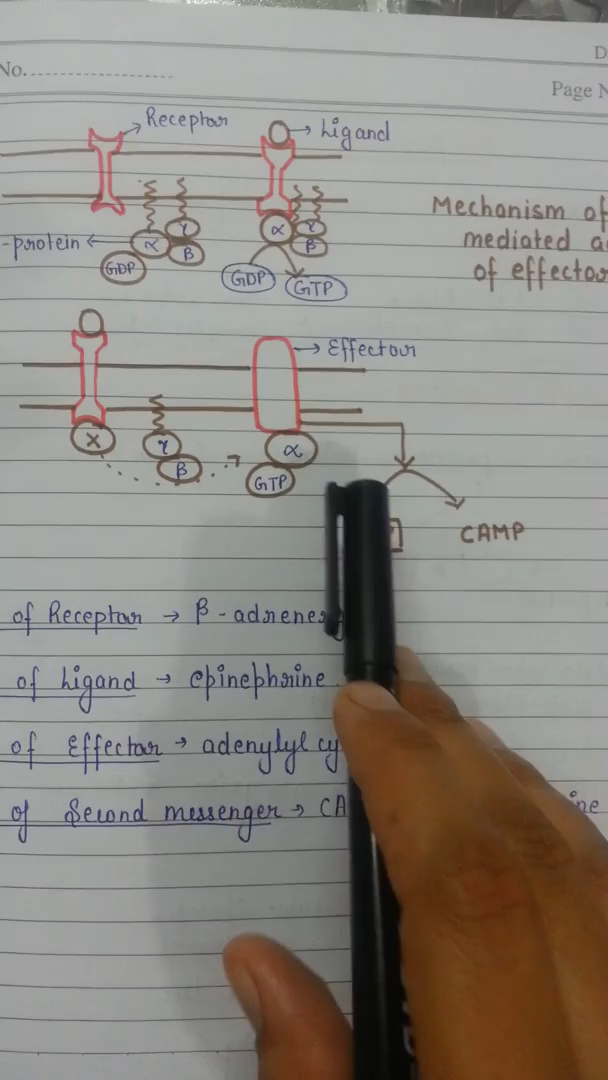 D
No.
Page N
Receptor
Ligand
Mechanism of
mediated a
of effector
-protein
α
γ
β
GDP
α
γ
β
GDP
GTP
Effector
X
γ
β
α
GTP
CAMP
of Receptor → β-adrener
of Ligand → epinephrine
of Effector → adenylyl cy
of Second messenger → CA ine